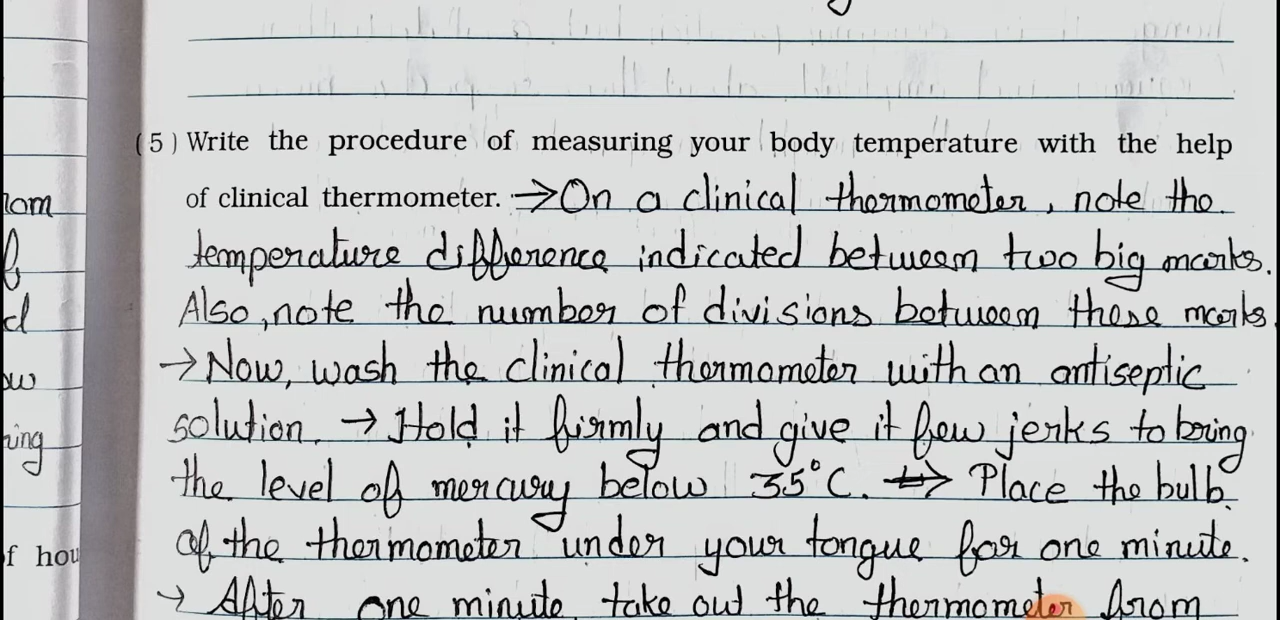 (5) Write the procedure of measuring your body temperature with the help
of clinical thermometer. → On a clinical thermometer, note the
temperature difference indicated between two big marks.
Also, note the number of divisions between these marks
→ Now, wash the clinical thermometer with an antiseptic
solution. → Hold it firmly and give it few jerks to bring
the level of mercury below 35°C. → Place the bulb
of the thermometer under your tongue for one minute.
→ After one minute take out the thermometer from